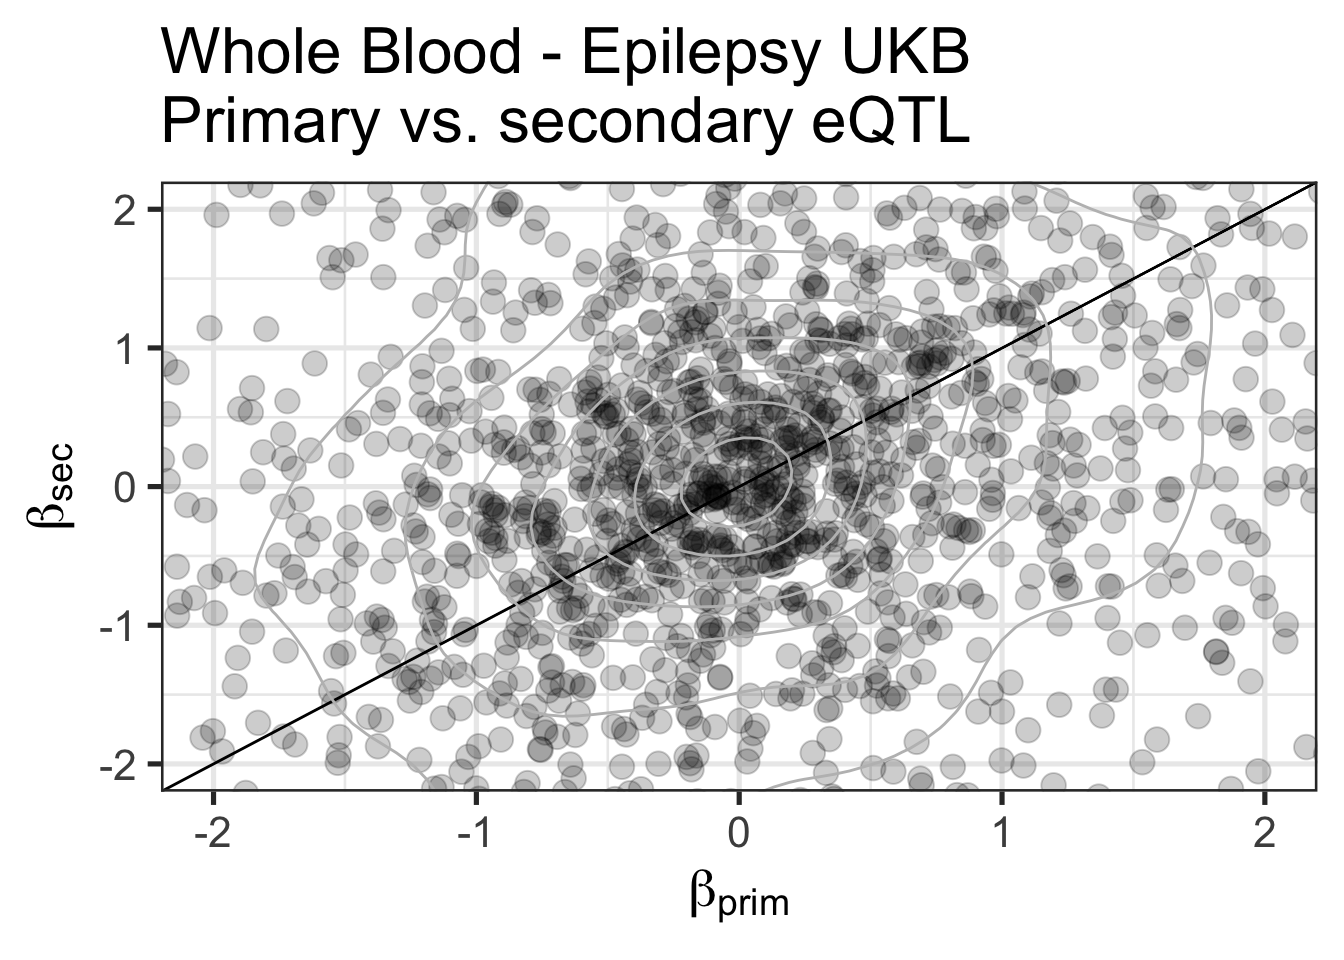 Whole Blood - Epilepsy UKB
Primary vs. secondary eQTL
2
1
0
-1
-2
βsec
-2 -1 0 1 2
βprim